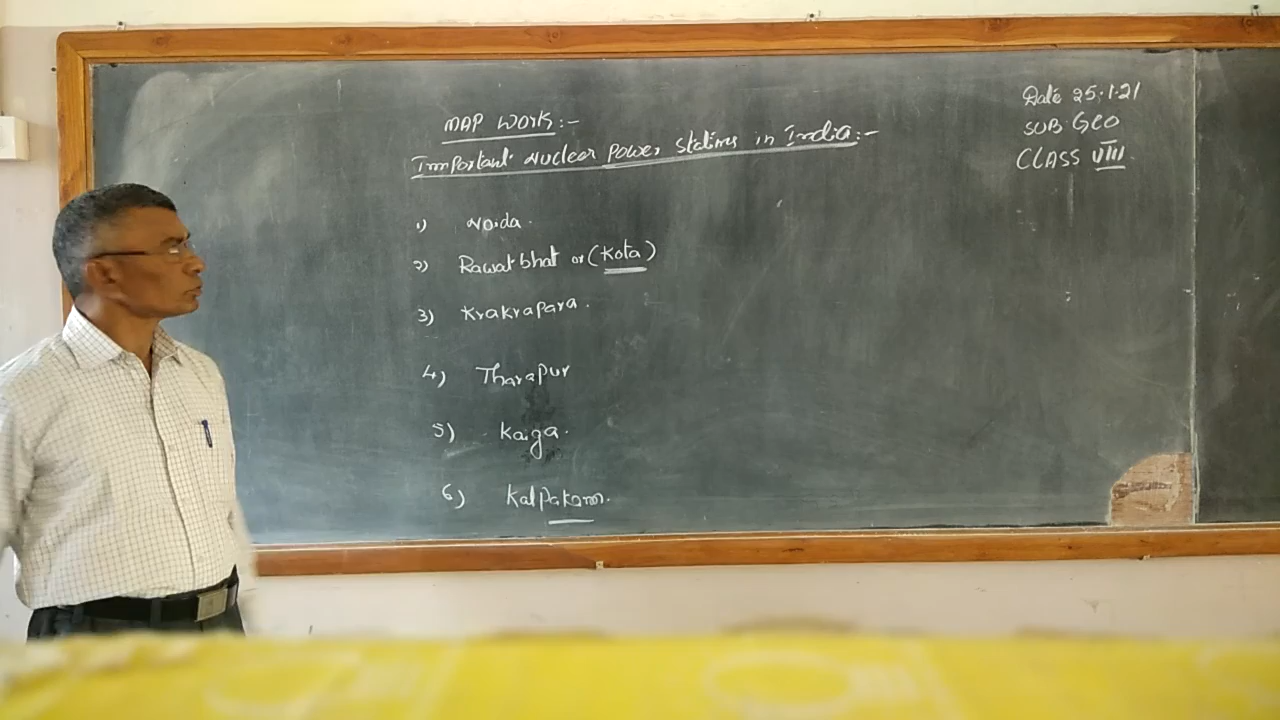 MAP WORK:-
Important Nuclear Power Stations in India:-
Date 25.1.21
SUB: GEO
CLASS VIII
1) Noida.
2) Rawatbhat or (Kota)
3) Krakrapara.
4) Tharapur
5) Kaiga.
6) Kalpakam.